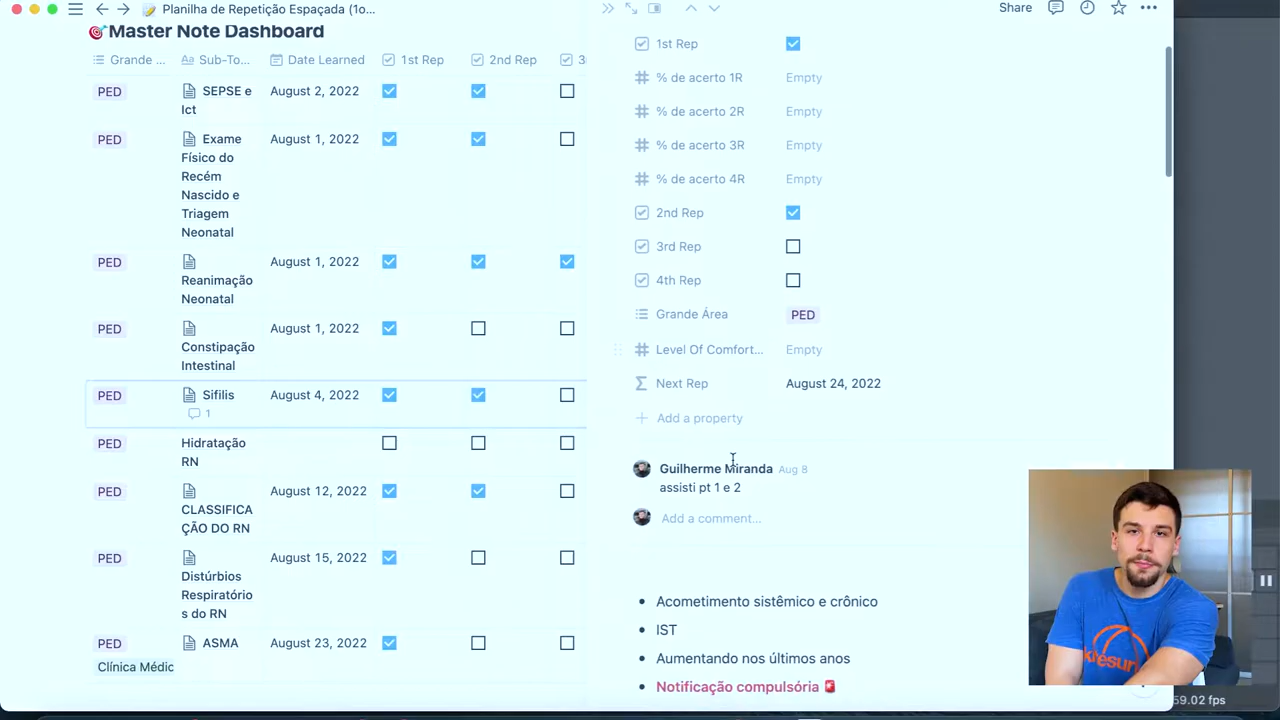 Planilha de Repetição Espaçada (1o...
Share
Master Note Dashboard
Grande ...
Aa Sub-To...
Date Learned
1st Rep
2nd Rep
PED
SEPSE e
Ict
August 2, 2022
PED
Exame
Físico do
Recém
Nascido e
Triagem
Neonatal
August 1, 2022
PED
Reanimação
Neonatal
August 1, 2022
PED
Constipação
Intestinal
August 1, 2022
PED
Sifilis
1
August 4, 2022
PED
Hidratação
RN
PED
CLASSIFICA
ÇÃO DO RN
August 12, 2022
PED
Distúrbios
Respiratório
s do RN
August 15, 2022
PED
ASMA
August 23, 2022
Clínica Médic
1st Rep
% de acerto 1R
Empty
% de acerto 2R
Empty
% de acerto 3R
Empty
% de acerto 4R
Empty
2nd Rep
3rd Rep
4th Rep
Grande Área
PED
Level Of Comfort...
Empty
Next Rep
August 24, 2022
Add a property
Guilherme Miranda Aug 8
assisti pt 1 e 2
Add a comment...
• Acometimento sistêmico e crônico
• IST
• Aumentando nos últimos anos
• Notificação compulsória
59.02 fps